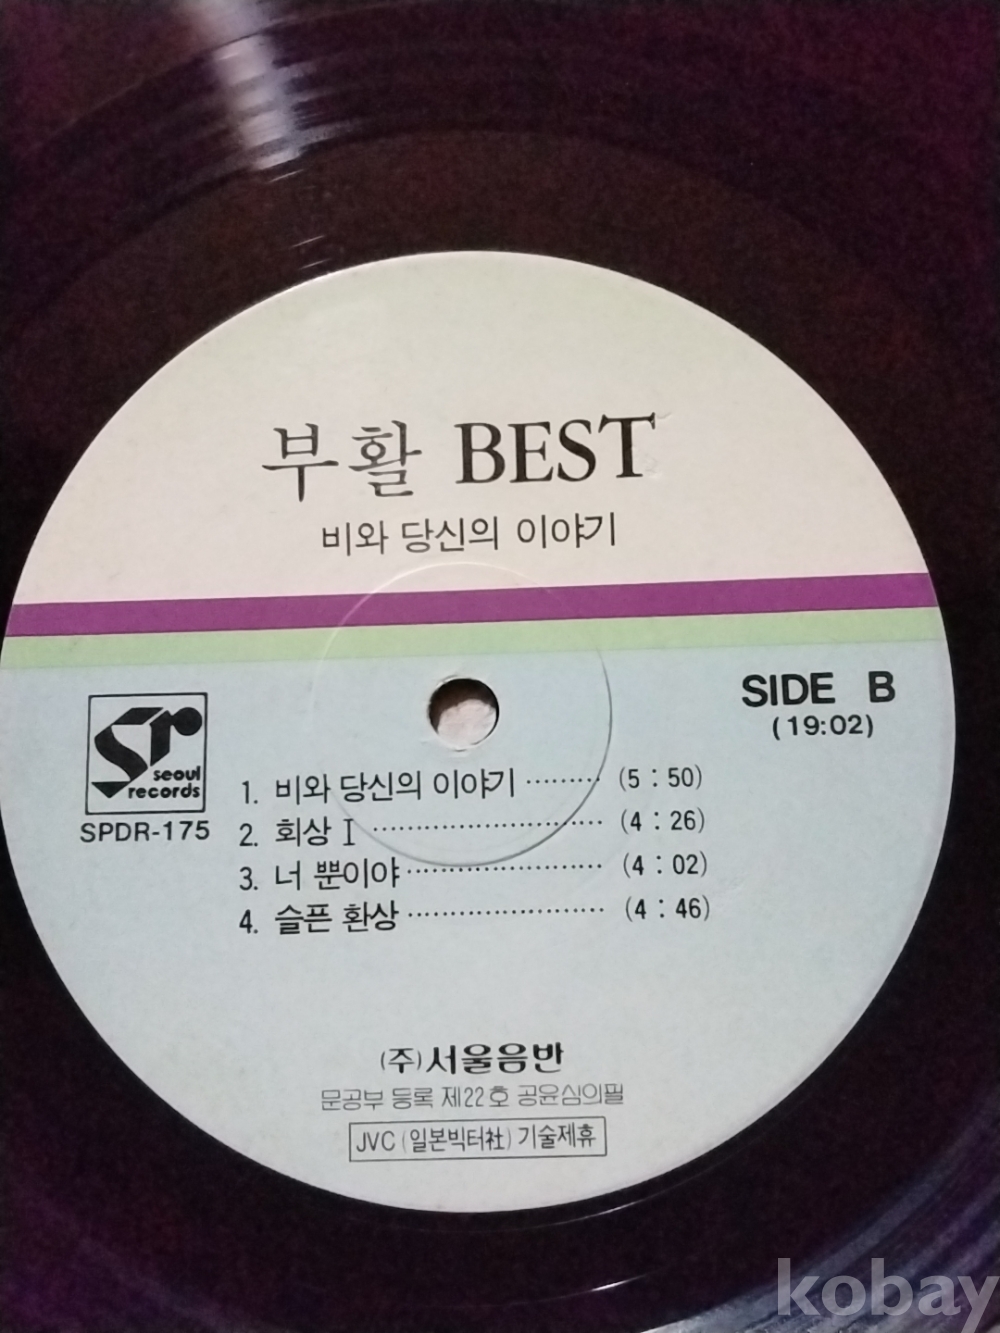 부활 BEST
비와 당신의 이야기
SIDE B
(19:02)
sr
seoul
records
SPDR-175
1. 비와 당신의 이야기 ········· (5 : 50)
2. 회상 I ··························· (4 : 26)
3. 너 뿐이야 ······················· (4 : 02)
4. 슬픈 환상 ······················· (4 : 46)
(주)서울음반
문공부 등록 제22호 공윤심의필
JVC (일본빅터社) 기술제휴
kobay